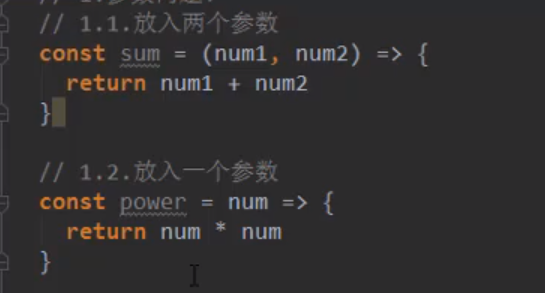 // 1.1.放入两个参数
const sum = (num1, num2) => {
  return num1 + num2
}
// 1.2.放入一个参数
const power = num => {
  return num * num
}